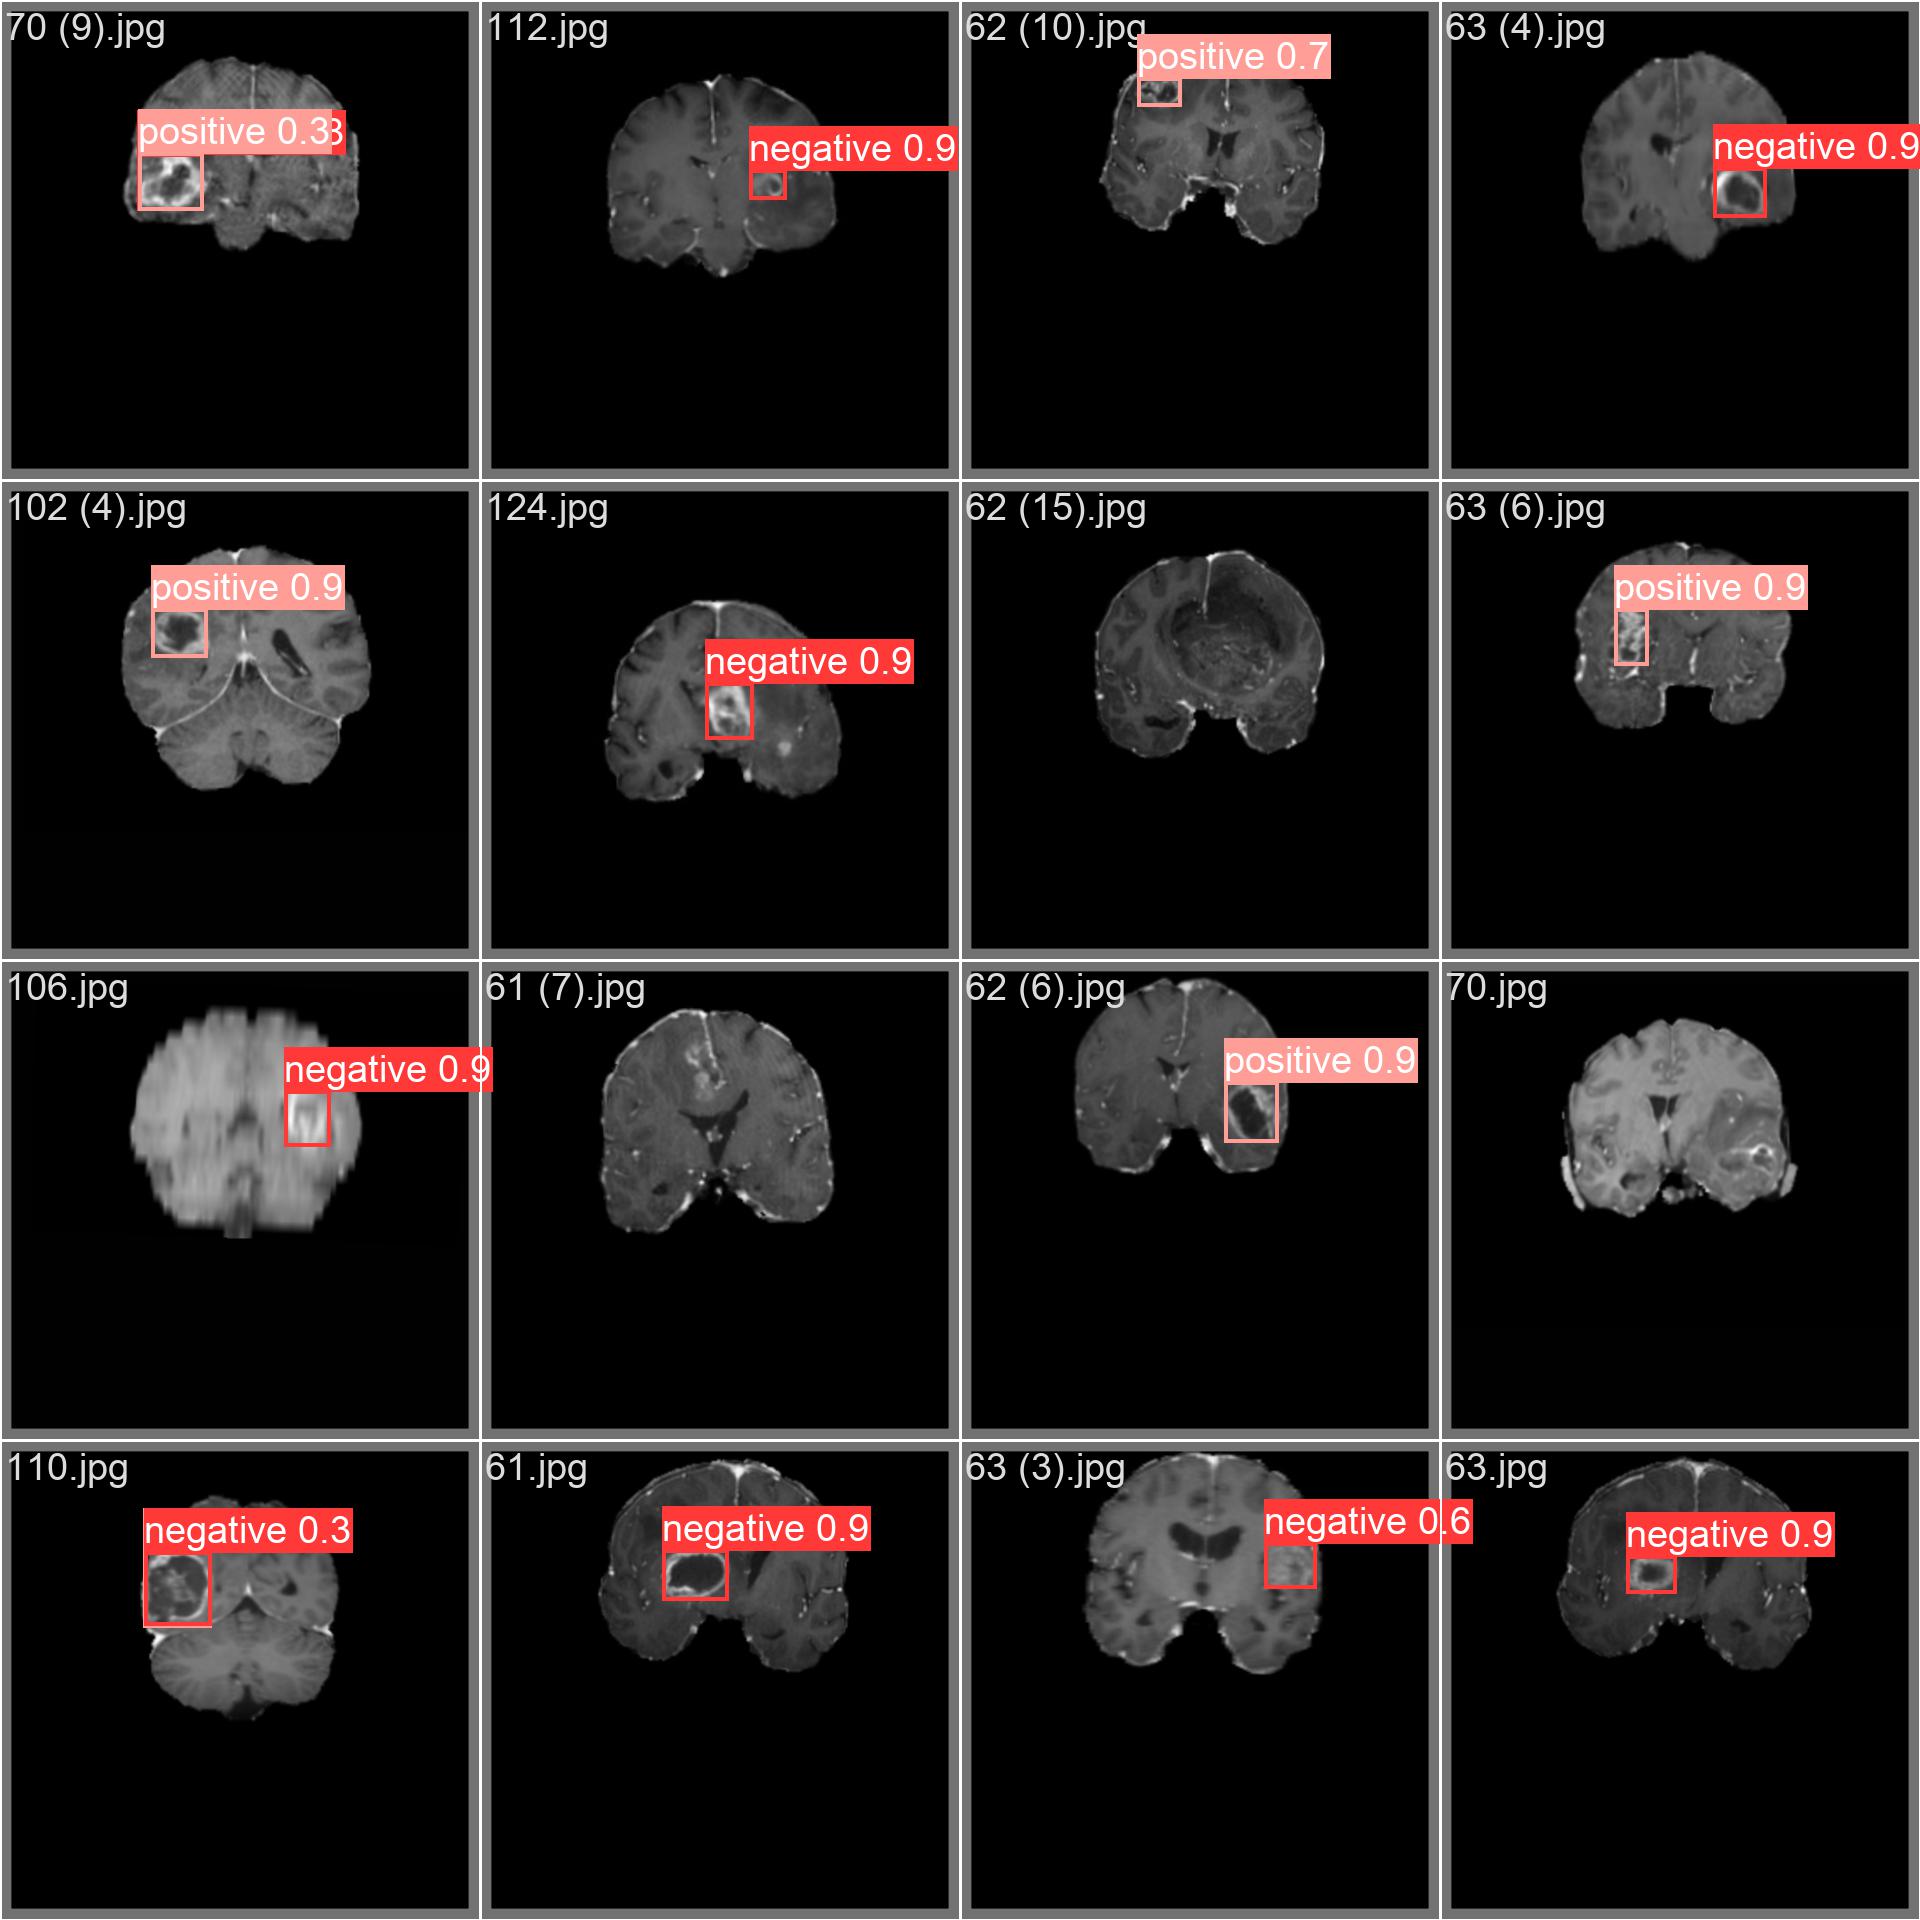 70 (9).jpg
positive 0.3
3
112.jpg
negative 0.9
62 (10).jpg
positive 0.7
63 (4).jpg
negative 0.9
102 (4).jpg
positive 0.9
124.jpg
negative 0.9
62 (15).jpg
63 (6).jpg
positive 0.9
106.jpg
negative 0.9
61 (7).jpg
62 (6).jpg
positive 0.9
70.jpg
110.jpg
negative 0.3
61.jpg
negative 0.9
63 (3).jpg
negative 0.6
63.jpg
negative 0.9